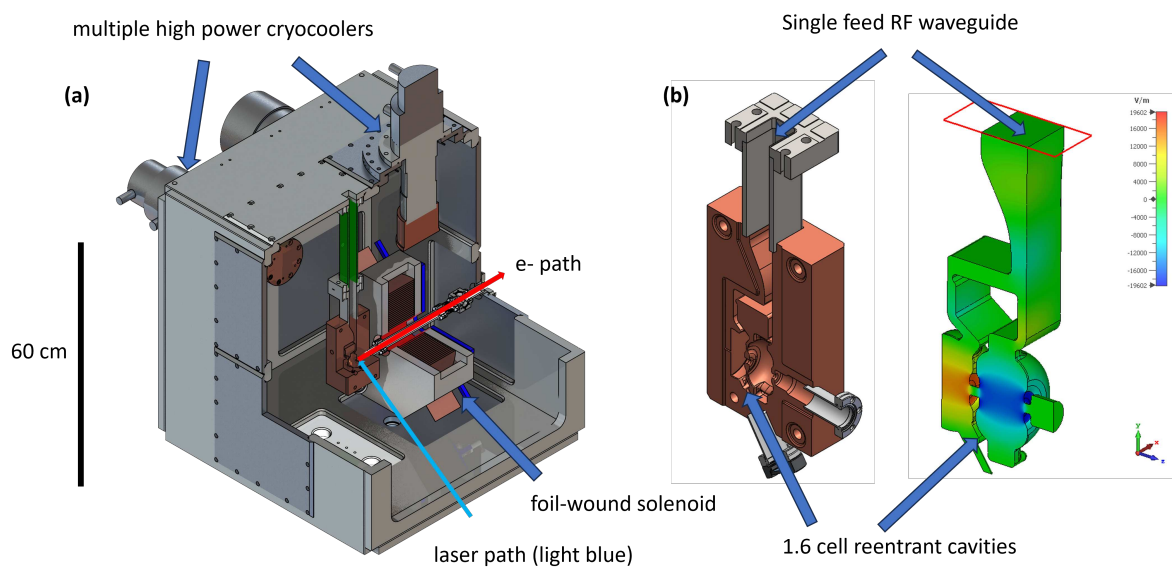 multiple high power cryocoolers
(a)
60 cm
e- path
foil-wound solenoid
laser path (light blue)
Single feed RF waveguide
(b)
V/m
19602
16000
12000
8000
4000
0
-4000
-8000
-12000
-16000
-19602
y
x
z
1.6 cell reentrant cavities